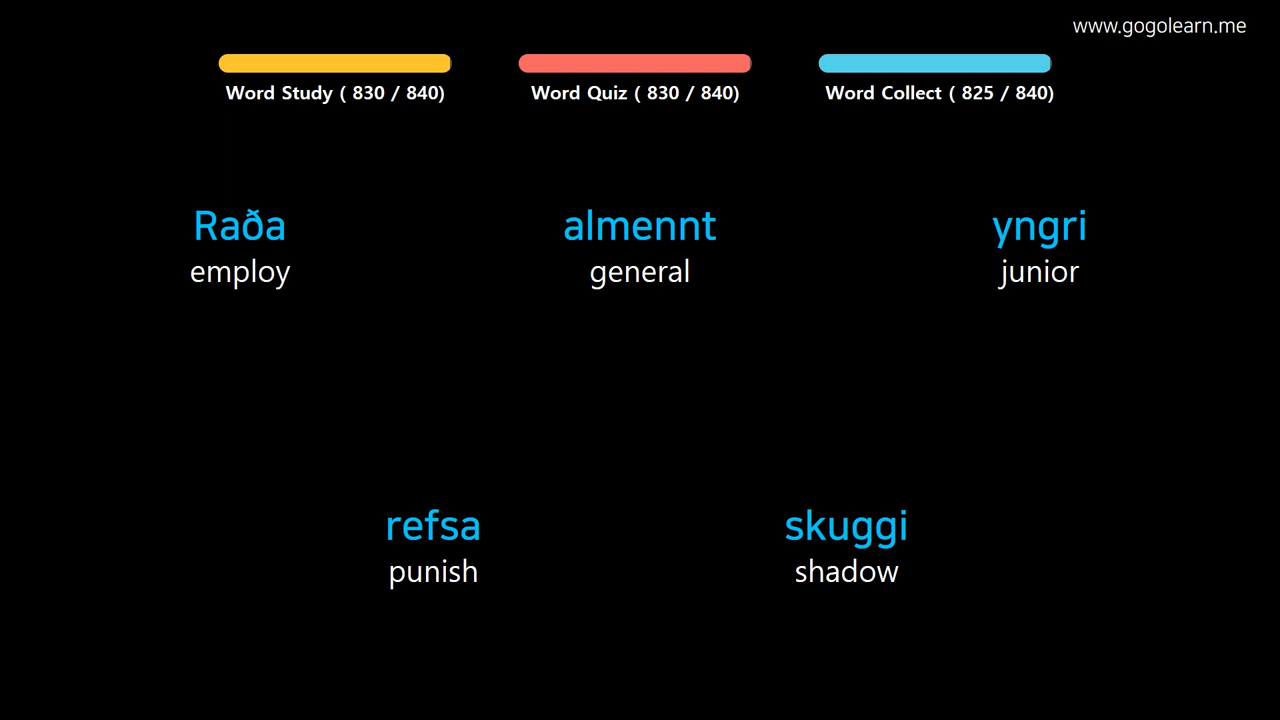 www.gogolearn.me
Word Study ( 830 / 840)
Word Quiz ( 830 / 840)
Word Collect ( 825 / 840)
Raða
employ
almennt
general
yngri
junior
refsa
punish
skuggi
shadow